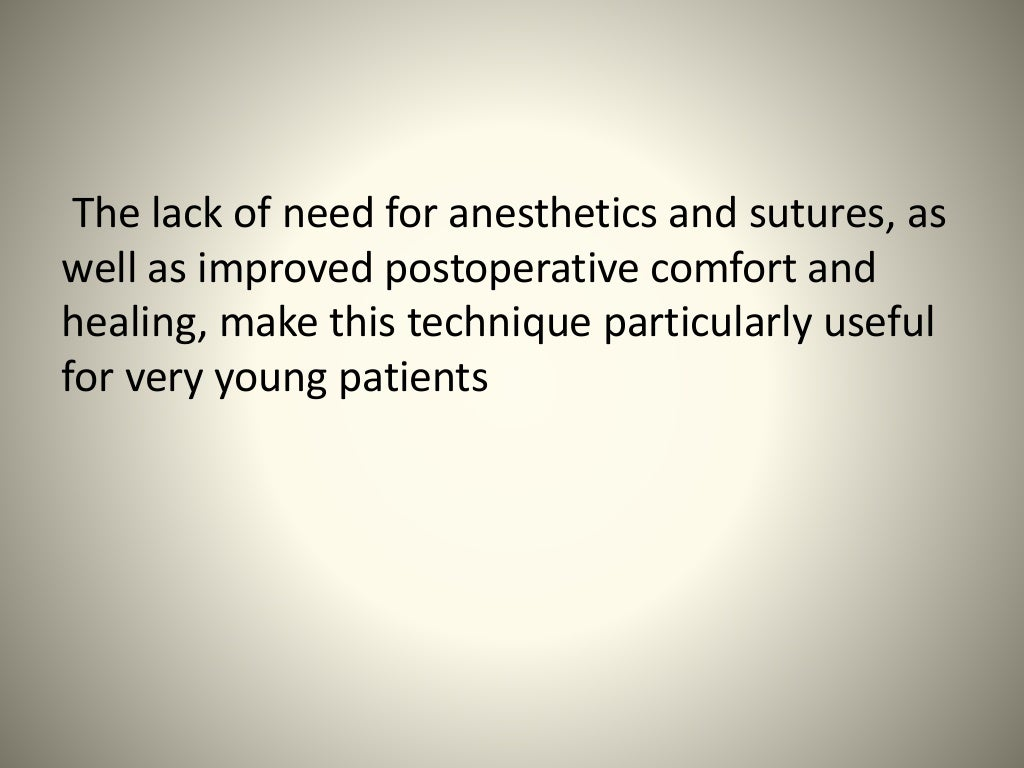 The lack of need for anesthetics and sutures, as
well as improved postoperative comfort and
healing, make this technique particularly useful
for very young patients